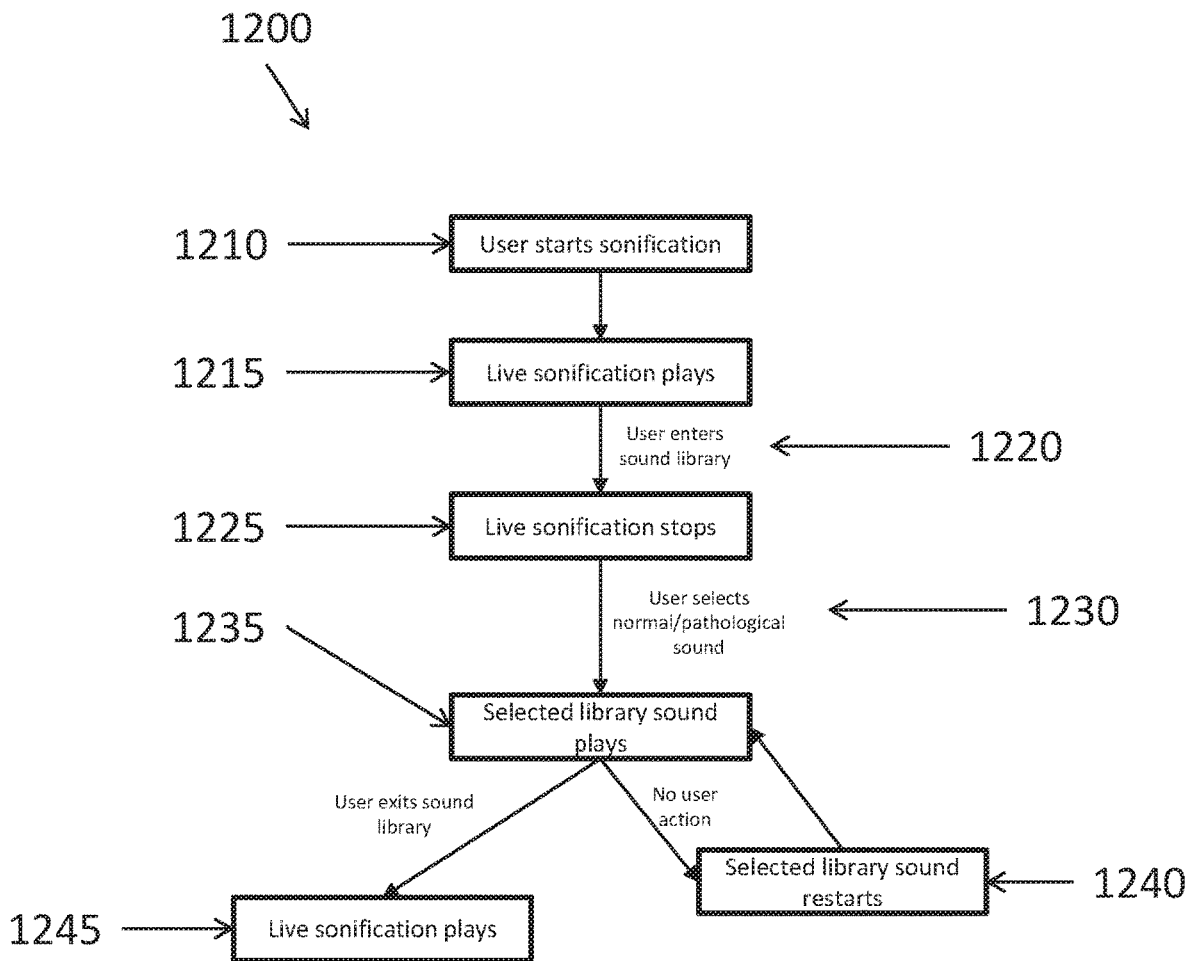 1200
1210
User starts sonification
1215
Live sonification plays
User enters
sound library
1220
1225
Live sonification stops
User selects
normal/pathological
sound
1230
1235
Selected library sound
plays
User exits sound
library
No user
action
Selected library sound
restarts
1240
1245
Live sonification plays